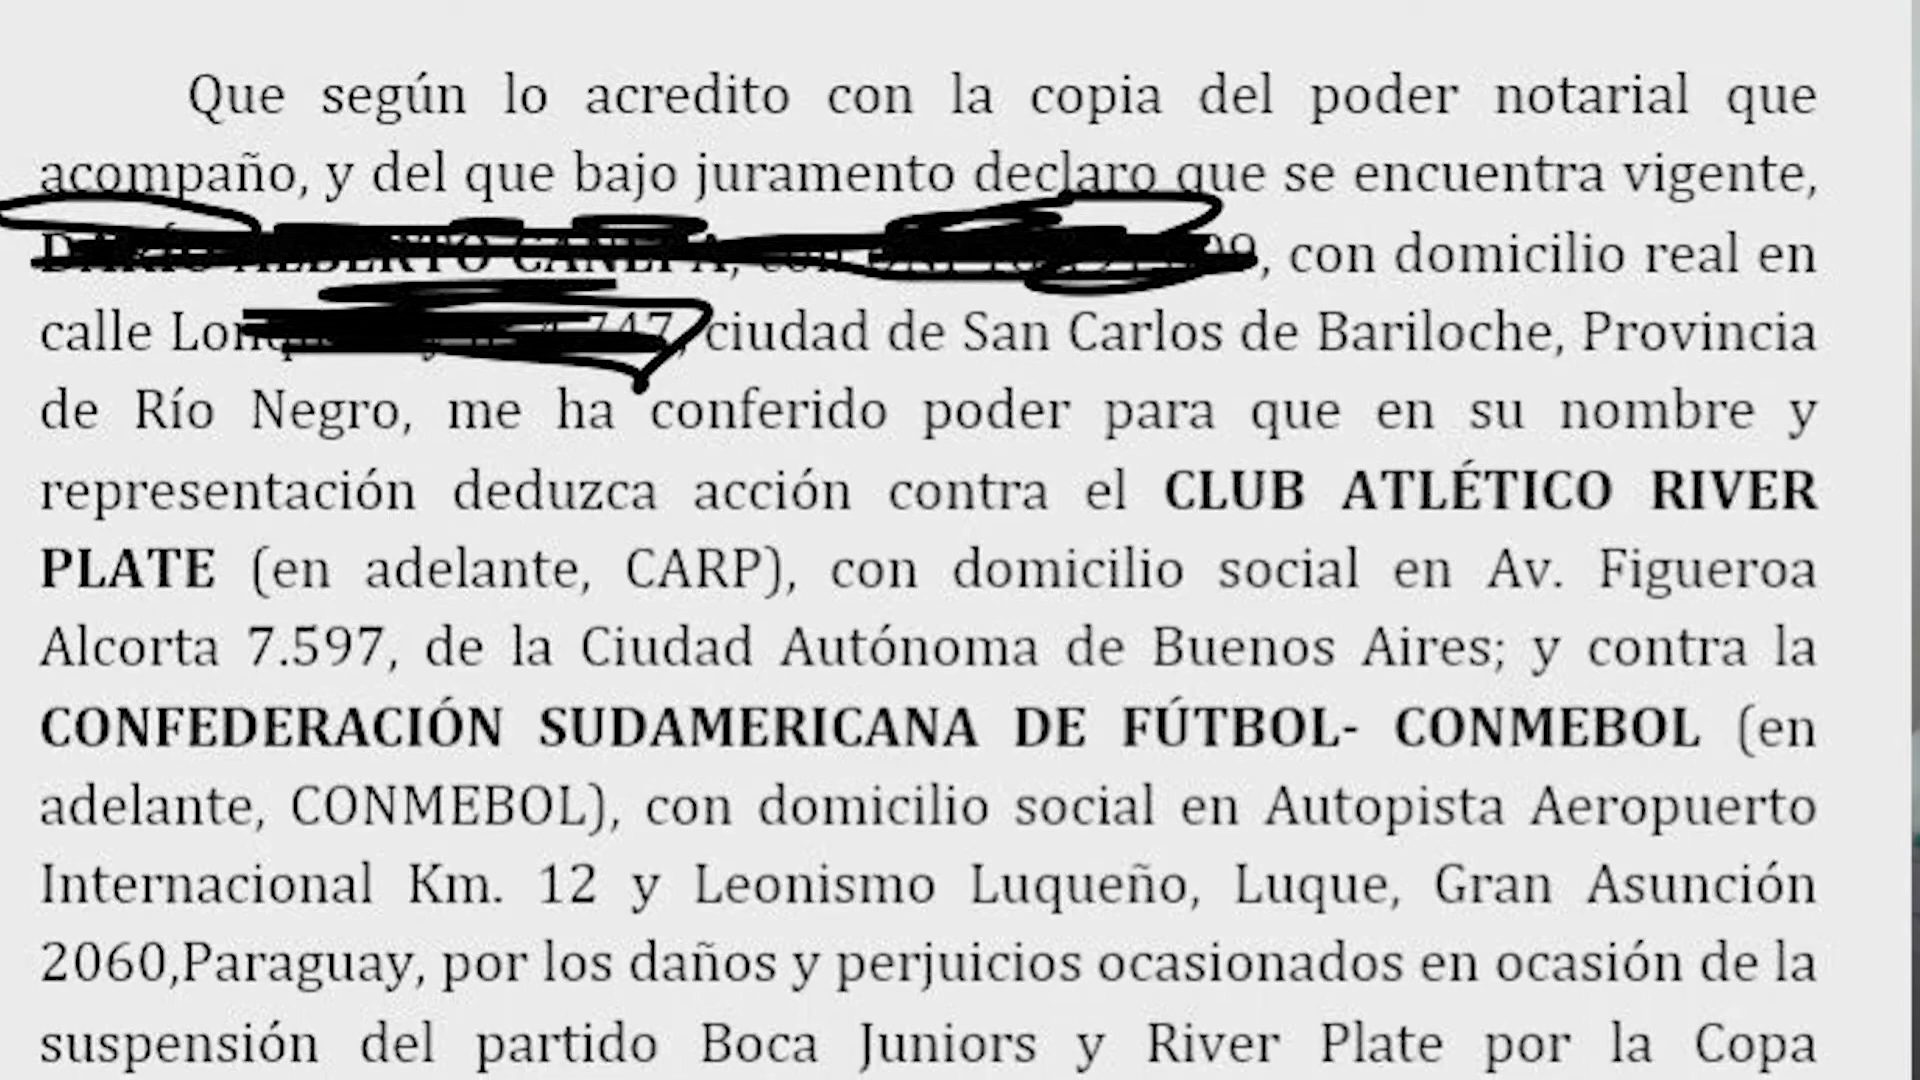 Que según lo acredito con la copia del poder notarial que
acompaño, y del que bajo juramento declaro que se encuentra vigente,
, con domicilio real en
calle ciudad de San Carlos de Bariloche, Provincia
de Río Negro, me ha conferido poder para que en su nombre y
representación deduzca acción contra el CLUB ATLÉTICO RIVER
PLATE (en adelante, CARP), con domicilio social en Av. Figueroa
Alcorta 7.597, de la Ciudad Autónoma de Buenos Aires; y contra la
CONFEDERACIÓN SUDAMERICANA DE FÚTBOL- CONMEBOL (en
adelante, CONMEBOL), con domicilio social en Autopista Aeropuerto
Internacional Km. 12 y Leonismo Luqueño, Luque, Gran Asunción
2060,Paraguay, por los daños y perjuicios ocasionados en ocasión de la
suspensión del partido Boca Juniors y River Plate por la Copa